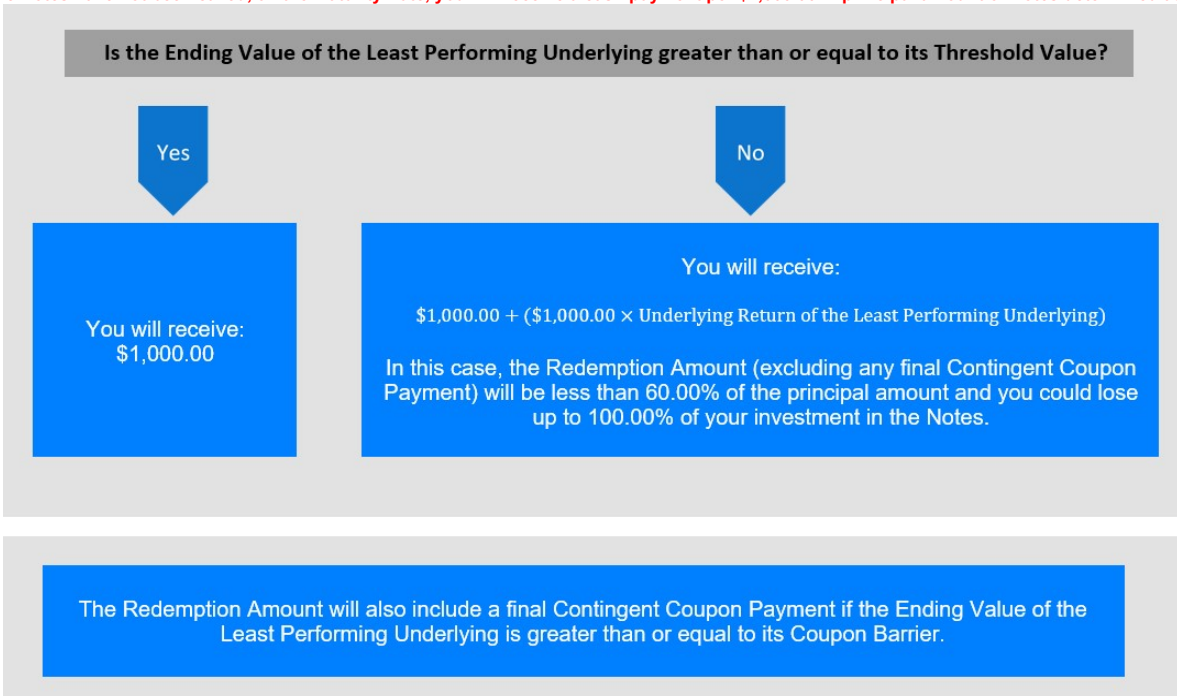 Is the Ending Value of the Least Performing Underlying greater than or equal to its Threshold Value?
Yes
No
You will receive:
$1,000.00
You will receive:
$1,000.00 + ($1,000.00 × Underlying Return of the Least Performing Underlying)
In this case, the Redemption Amount (excluding any final Contingent Coupon
Payment) will be less than 60.00% of the principal amount and you could lose
up to 100.00% of your investment in the Notes.
The Redemption Amount will also include a final Contingent Coupon Payment if the Ending Value of the
Least Performing Underlying is greater than or equal to its Coupon Barrier.